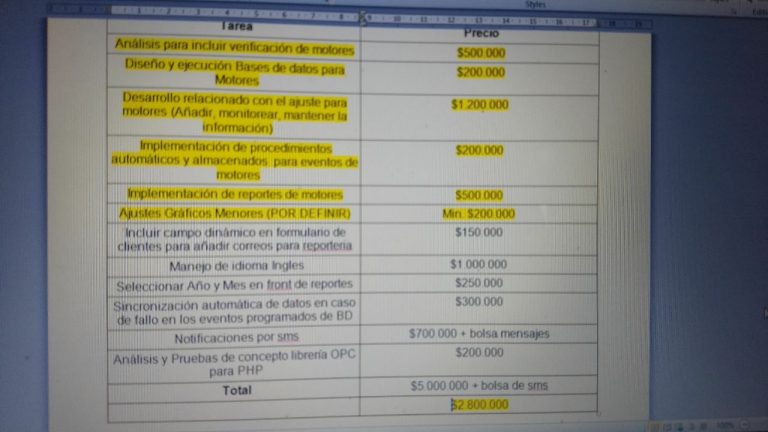 Styles
Tarea
Precio
Análisis para incluir verificación de motores
$500.000
Diseño y ejecución Bases de datos para
Motores
$200.000
Desarrollo relacionado con el ajuste para
motores (Añadir, monitorear, mantener la
información)
$1.200.000
Implementación de procedimientos
automáticos y almacenados para eventos de
motores
$200.000
Implementación de reportes de motores
$500.000
Ajustes Gráficos Menores (POR DEFINIR)
Min. $200.000
Incluir campo dinámico en formulario de
clientes para añadir correos para reporteria
$150.000
Manejo de idioma Ingles
$1.000.000
Seleccionar Año y Mes en front de reportes
$250.000
Sincronización automática de datos en caso
de fallo en los eventos programados de BD
$300.000
Notificaciones por sms
$700.000 + bolsa mensajes
Análisis y Pruebas de concepto librería OPC
para PHP
$200.000
Total
$5.000.000 + bolsa de sms
$2.800.000
100%